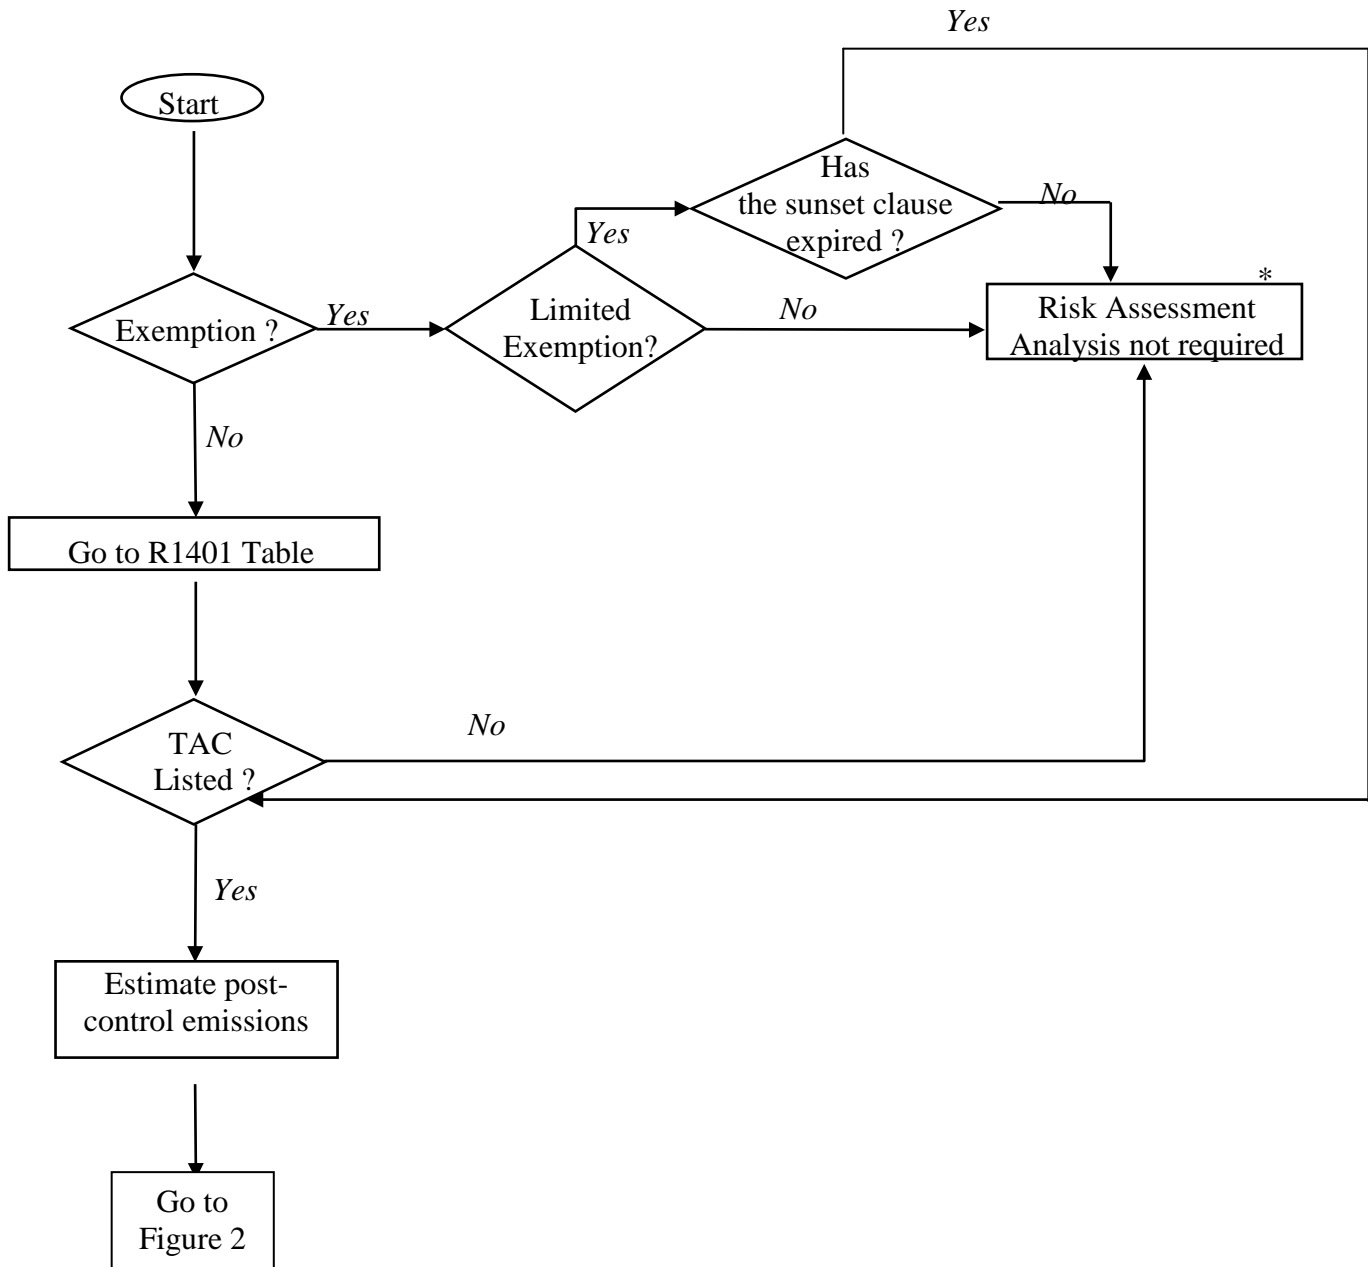 Yes
Start
Has
the sunset clause
expired ?
No
Yes
*
Exemption ?
Yes
Limited
Exemption?
No
Risk Assessment
Analysis not required
No
Go to R1401 Table
TAC
Listed ?
No
Yes
Estimate post-
control emissions
Go to
Figure 2